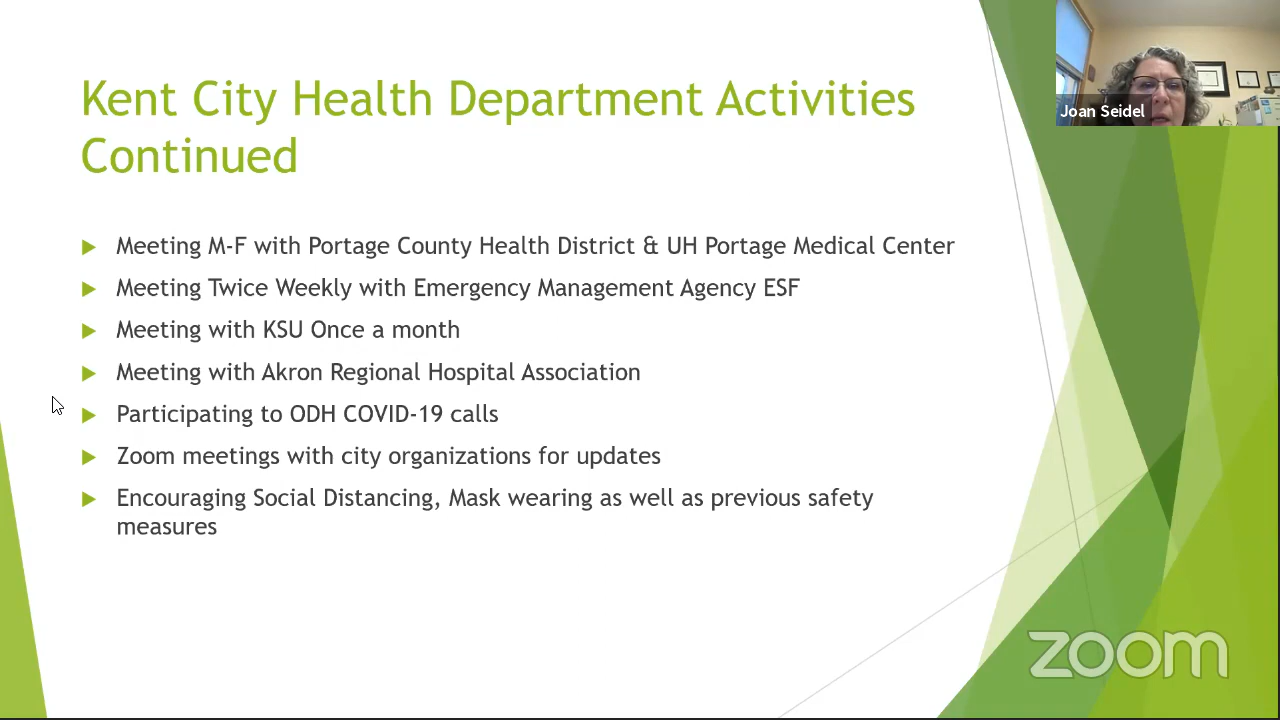 Kent City Health Department Activities
Continued
Joan Seidel
Meeting M-F with Portage County Health District & UH Portage Medical Center
Meeting Twice Weekly with Emergency Management Agency ESF
Meeting with KSU Once a month
Meeting with Akron Regional Hospital Association
Participating to ODH COVID-19 calls
Zoom meetings with city organizations for updates
Encouraging Social Distancing, Mask wearing as well as previous safety
measures
zoom